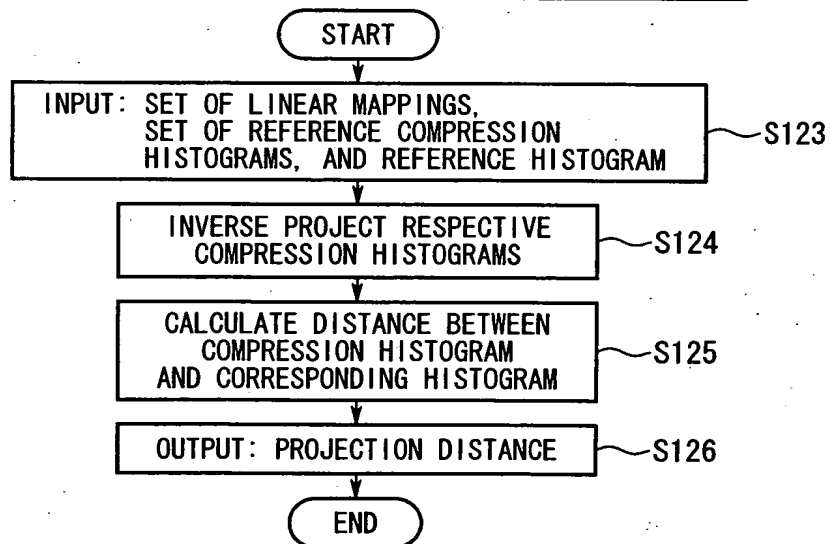 START
INPUT: SET OF LINEAR MAPPINGS,
SET OF REFERENCE COMPRESSION
HISTOGRAMS, AND REFERENCE HISTOGRAM
S123
INVERSE PROJECT RESPECTIVE
COMPRESSION HISTOGRAMS
S124
CALCULATE DISTANCE BETWEEN
COMPRESSION HISTOGRAM
AND CORRESPONDING HISTOGRAM
S125
OUTPUT: PROJECTION DISTANCE
S126
END